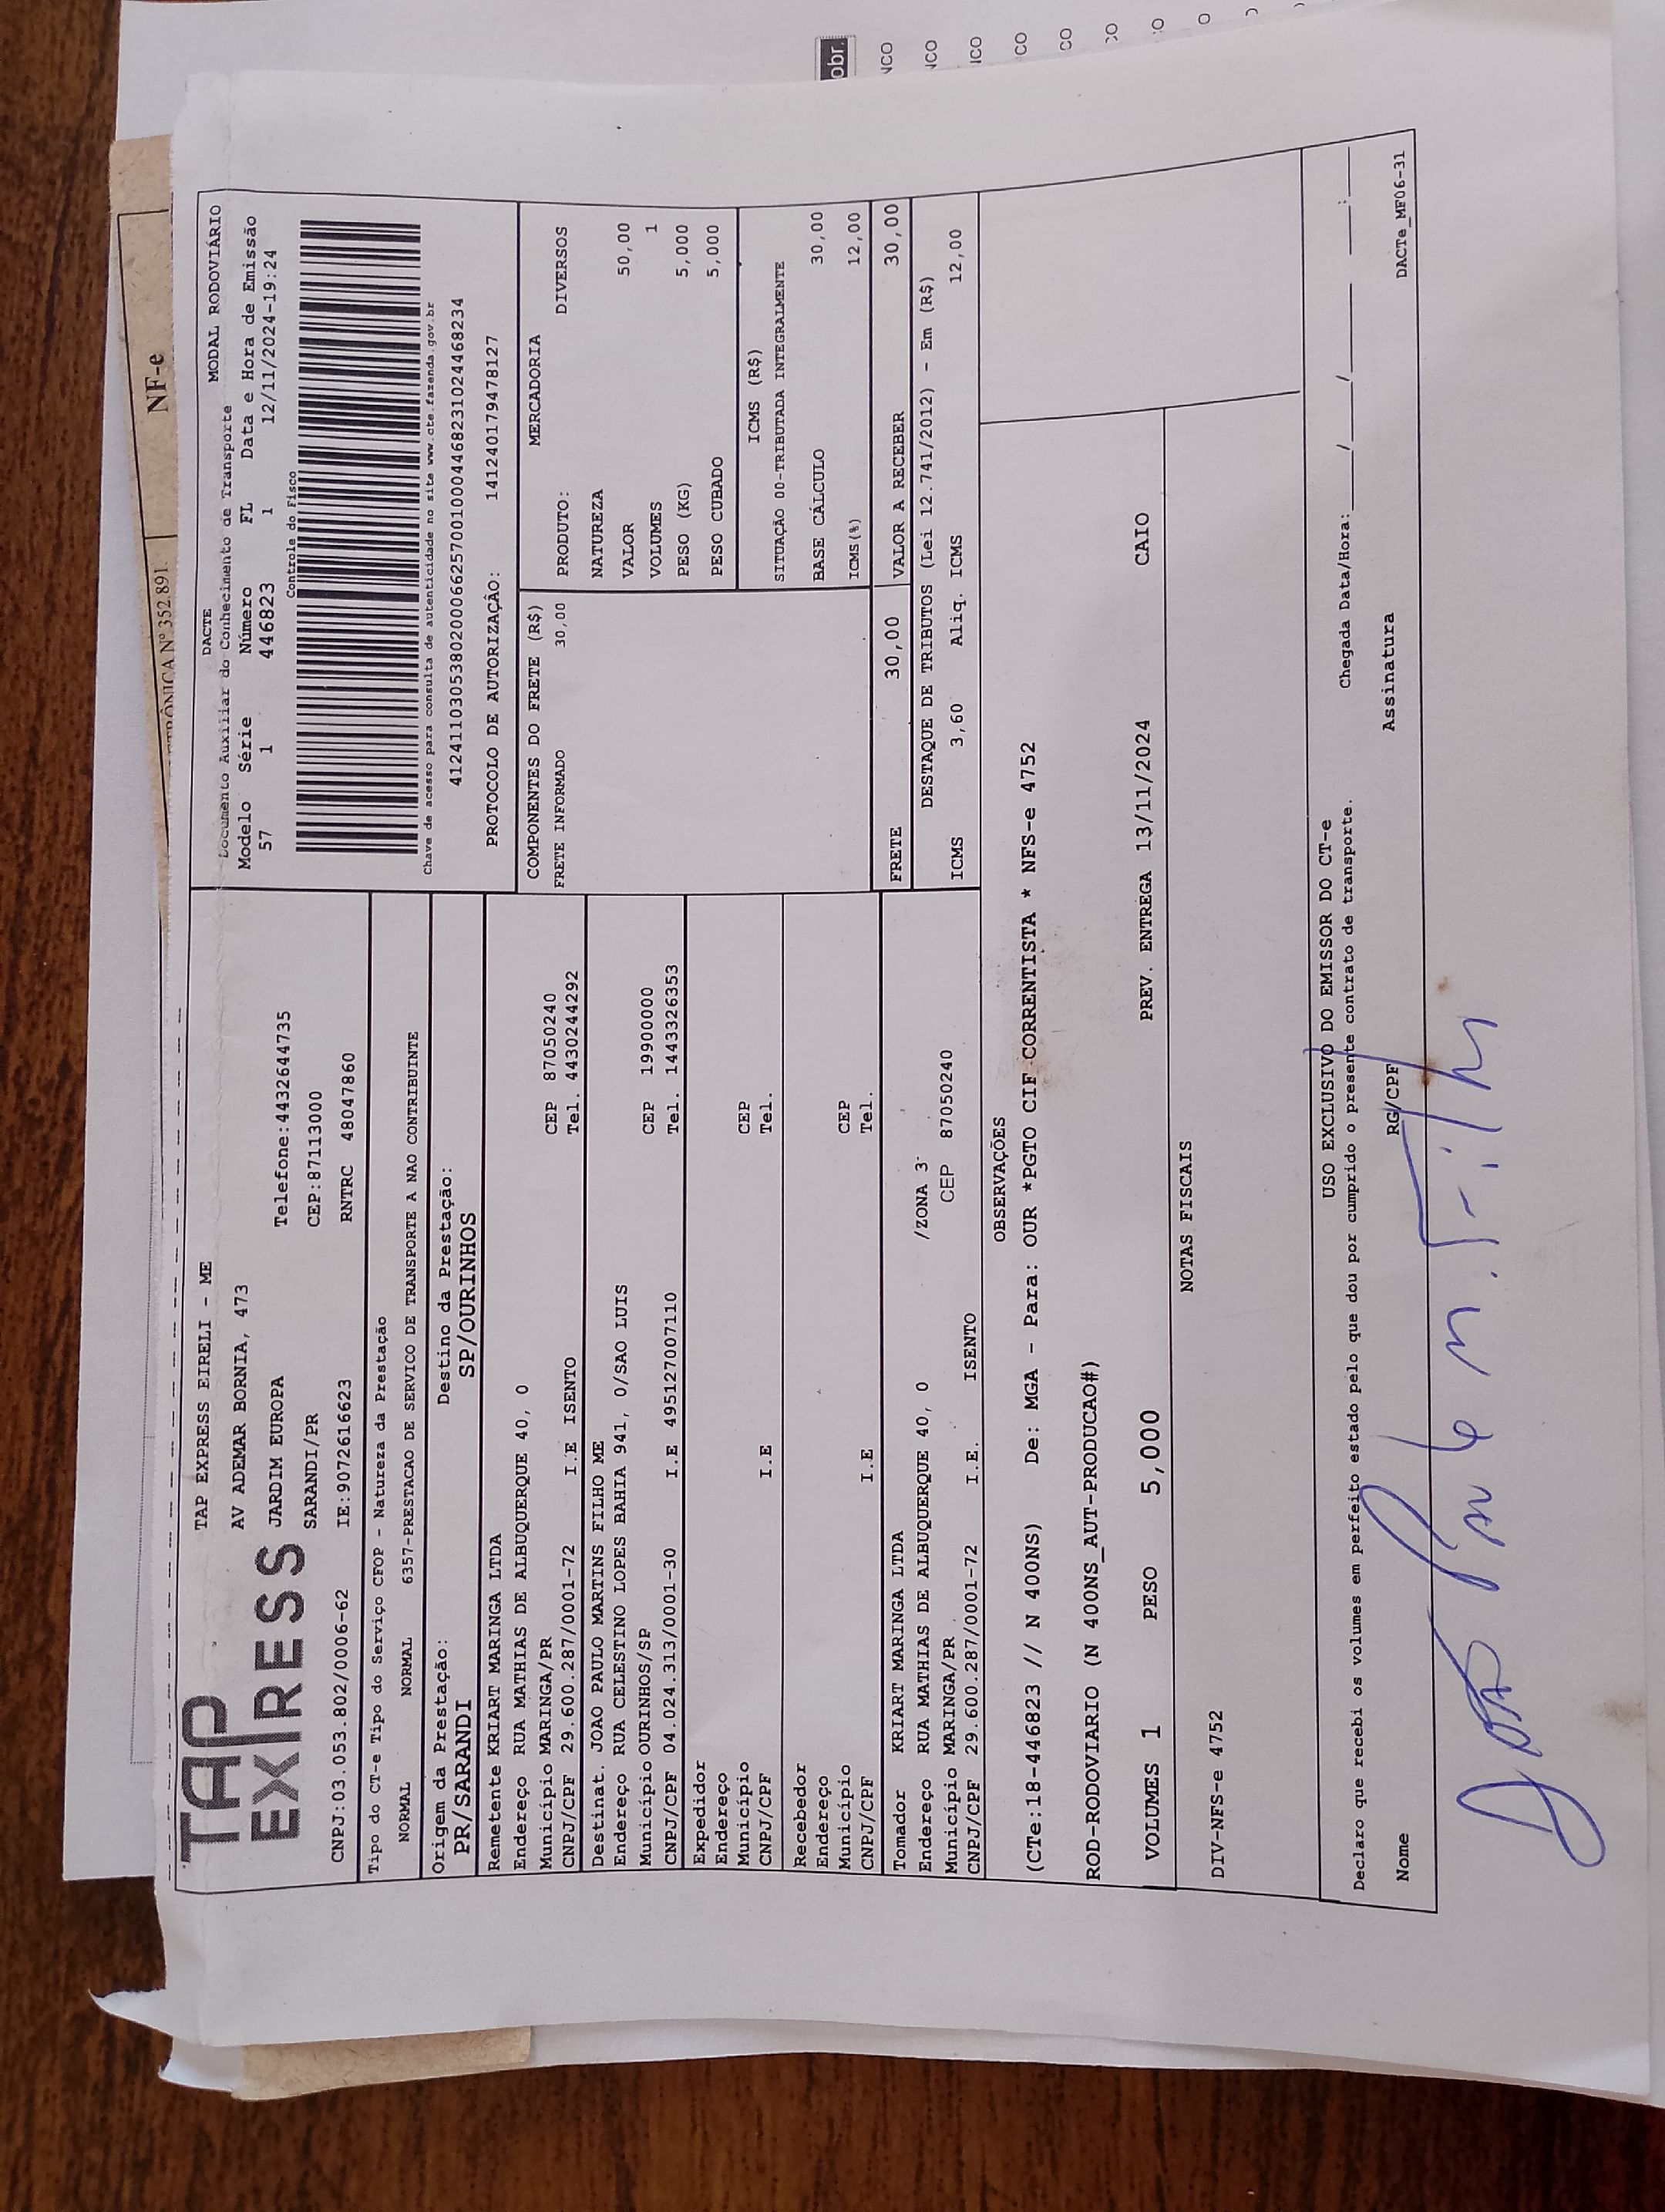 NF-e
TRÔNICA Nº 352.891.
obr.
TAP
EXPRESS
TAP EXPRESS EIRELI - ME
AV ADEMAR BORNIA, 473
JARDIM EUROPA Telefone:4432644735
SARANDI/PR CEP:87113000
CNPJ:03.053.802/0006-62 IE:9072616623 RNTRC 48047860
DACTE MODAL RODOVIÁRIO
Documento Auxiliar do Conhecimento de Transporte
Modelo Série Número FL Data e Hora de Emissão
57 1 446823 1 12/11/2024-19:24
Controle do Fisco
Chave de acesso para consulta de autenticidade no site www.cte.fazenda.gov.br
41241103053802000662570010004468231024468234
PROTOCOLO DE AUTORIZAÇÃO: 141240179478127
Tipo do CT-e Tipo do Serviço CFOP - Natureza da Prestação
NORMAL NORMAL 6357-PRESTACAO DE SERVICO DE TRANSPORTE A NAO CONTRIBUINTE
Origem da Prestação: Destino da Prestação:
PR/SARANDI SP/OURINHOS
Remetente KRIART MARINGA LTDA
Endereço RUA MATHIAS DE ALBUQUERQUE 40, 0
Município MARINGA/PR CEP 87050240
CNPJ/CPF 29.600.287/0001-72 I.E ISENTO Tel. 4430244292
Destinat. JOAO PAULO MARTINS FILHO ME
Endereço RUA CELESTINO LOPES BAHIA 941, 0/SAO LUIS
Município OURINHOS/SP CEP 19900000
CNPJ/CPF 04.024.313/0001-30 I.E 495127007110 Tel. 1433326353
Expedidor
Endereço
Município CEP
CNPJ/CPF I.E Tel.
Recebedor
Endereço
Município CEP
CNPJ/CPF I.E Tel.
Tomador KRIART MARINGA LTDA
Endereço RUA MATHIAS DE ALBUQUERQUE 40, 0 /ZONA 3
Município MARINGA/PR CEP 87050240
CNPJ/CPF 29.600.287/0001-72 I.E. ISENTO
COMPONENTES DO FRETE (R$)
FRETE INFORMADO 30,00
MERCADORIA
PRODUTO: DIVERSOS
NATUREZA
VALOR 50,00
VOLUMES 1
PESO (KG) 5,000
PESO CUBADO 5,000
ICMS (R$)
SITUAÇÃO 00-TRIBUTADA INTEGRALMENTE
BASE CÁLCULO 30,00
ICMS(%) 12,00
FRETE 30,00 VALOR A RECEBER 30,00
DESTAQUE DE TRIBUTOS (Lei 12.741/2012) - Em (R$)
ICMS 3,60 Aliq. ICMS 12,00
OBSERVAÇÕES
(CTe:18-446823 // N 400NS) De: MGA - Para: OUR *PGTO CIF CORRENTISTA * NFS-e 4752
ROD-RODOVIARIO (N 400NS_AUT-PRODUCAO#)
VOLUMES 1 PESO 5,000 PREV. ENTREGA 13/11/2024 CAIO
NOTAS FISCAIS
DIV-NFS-e 4752
USO EXCLUSIVO DO EMISSOR DO CT-e
Declaro que recebi os volumes em perfeito estado pelo que dou por cumprido o presente contrato de transporte. Chegada Data/Hora:____/____/____ ___:___
Nome RG/CPF Assinatura DACTe_MF06-31